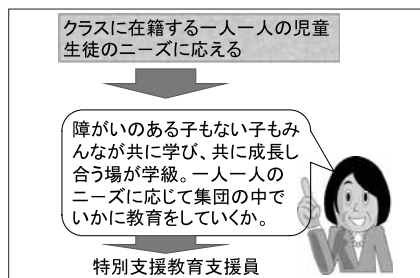 クラスに在籍する一人一人の児童
生徒のニーズに応える
障がいのある子もない子もみ
んなが共に学び、共に成長し
合う場が学級。一人一人の
ニーズに応じて集団の中で
いかに教育をしていくか。
特別支援教育支援員